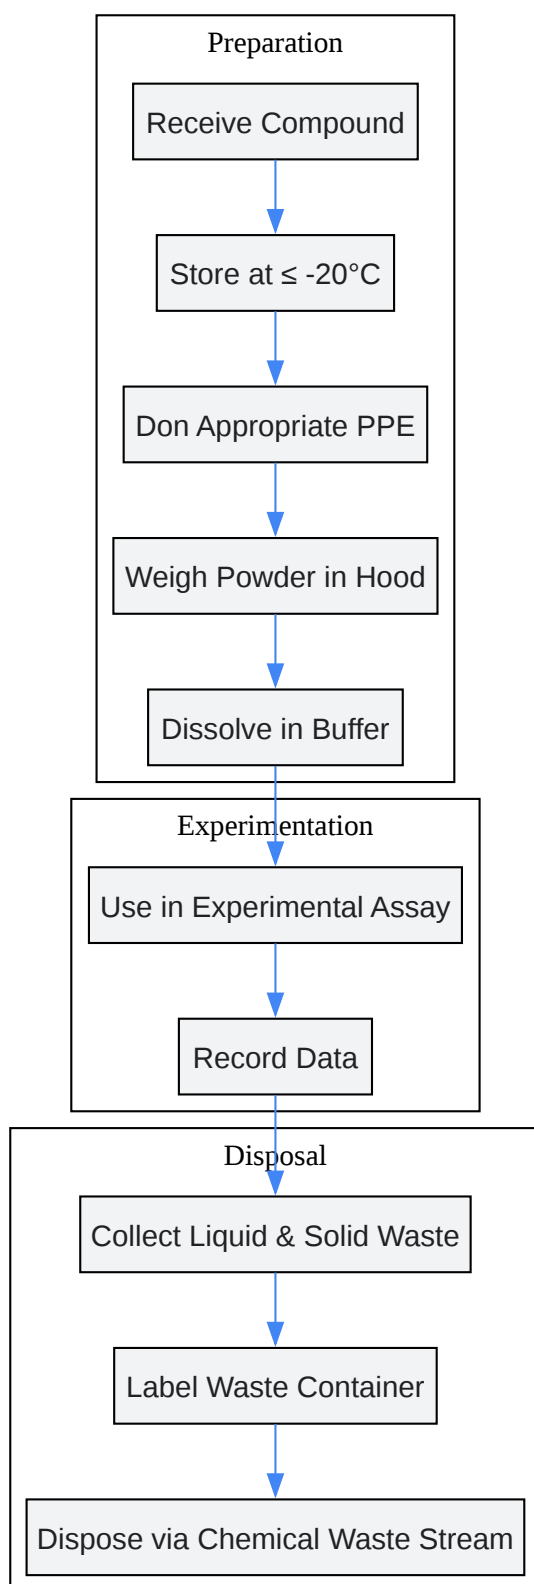 Preparation
Receive Compound
Store at ≤ -20°C
Don Appropriate PPE
Weigh Powder in Hood
Dissolve in Buffer
Experimentation
Use in Experimental Assay
Record Data
Disposal
Collect Liquid & Solid Waste
Label Waste Container
Dispose via Chemical Waste Stream